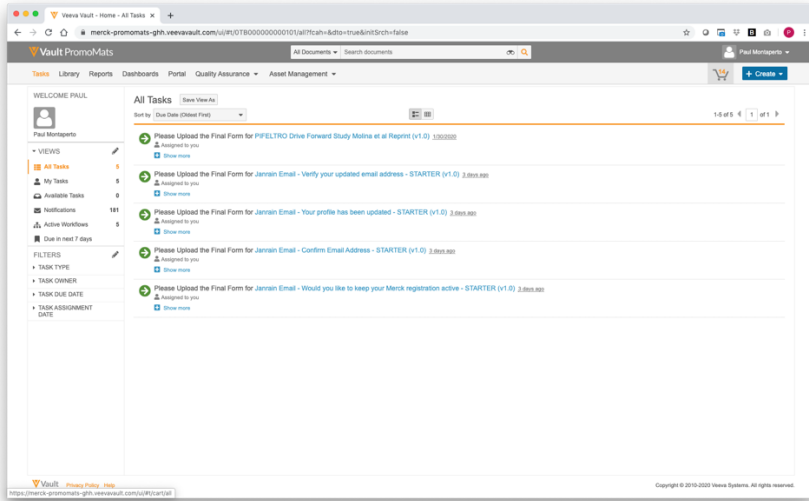 Veeva Vault - Home - All Tasks
merck-promomats-ghh.veevavault.com/ui/#t/0TB000000000101/all?fcah=&dto=true&initSrch=false
Vault PromoMats
All Documents
Search documents
Paul Montaperto
Tasks Library Reports Dashboards Portal Quality Assurance Asset Management
14
+ Create
WELCOME PAUL
Paul Montaperto
VIEWS
All Tasks 5
My Tasks 5
Available Tasks 0
Notifications 181
Active Workflows 5
Due in next 7 days
FILTERS
TASK TYPE
TASK OWNER
TASK DUE DATE
TASK ASSIGNMENT
DATE
All Tasks Save View As
Sort by Due Date (Oldest First)
1-5 of 5 1 of 1
Please Upload the Final Form for PIFELTRO Drive Forward Study Molina et al Reprint (v1.0) 1/30/2020
Assigned to you
Show more
Please Upload the Final Form for Janrain Email - Verify your updated email address - STARTER (v1.0) 3 days ago
Assigned to you
Show more
Please Upload the Final Form for Janrain Email - Your profile has been updated - STARTER (v1.0) 3 days ago
Assigned to you
Show more
Please Upload the Final Form for Janrain Email - Confirm Email Address - STARTER (v1.0) 3 days ago
Assigned to you
Show more
Please Upload the Final Form for Janrain Email - Would you like to keep your Merck registration active - STARTER (v1.0) 3 days ago
Assigned to you
Show more
Vault Privacy Policy Help
Copyright © 2010-2020 Veeva Systems. All rights reserved.
https://merck-promomats-ghh.veevavault.com/ui/#t/cart/all